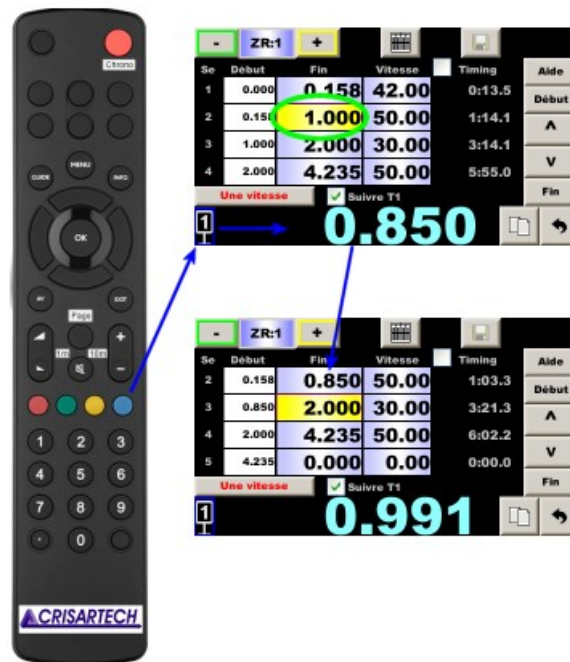 Chrono
GUIDE
MENU
INFO
OK
AV
EXIT
Page
+
1m
10m
-
1
2
3
4
5
6
7
8
9
0
CRISARTECH
- ZR:1 +
Se Début Fin Vitesse Timing Aide
1 0.000 0.158 42.00 0:13.5 Début
2 0.158 1.000 50.00 1:14.1 ʌ
3 1.000 2.000 30.00 3:14.1 v
4 2.000 4.235 50.00 5:55.0 Fin
Une vitesse Suivre T1
1 0.850
- ZR:1 +
Se Début Fin Vitesse Timing Aide
2 0.158 0.850 50.00 1:03.3 Début
3 0.850 2.000 30.00 3:21.3 ʌ
4 2.000 4.235 50.00 6:02.2 v
5 4.235 0.000 0.00 0:00.0 Fin
Une vitesse Suivre T1
1 0.991